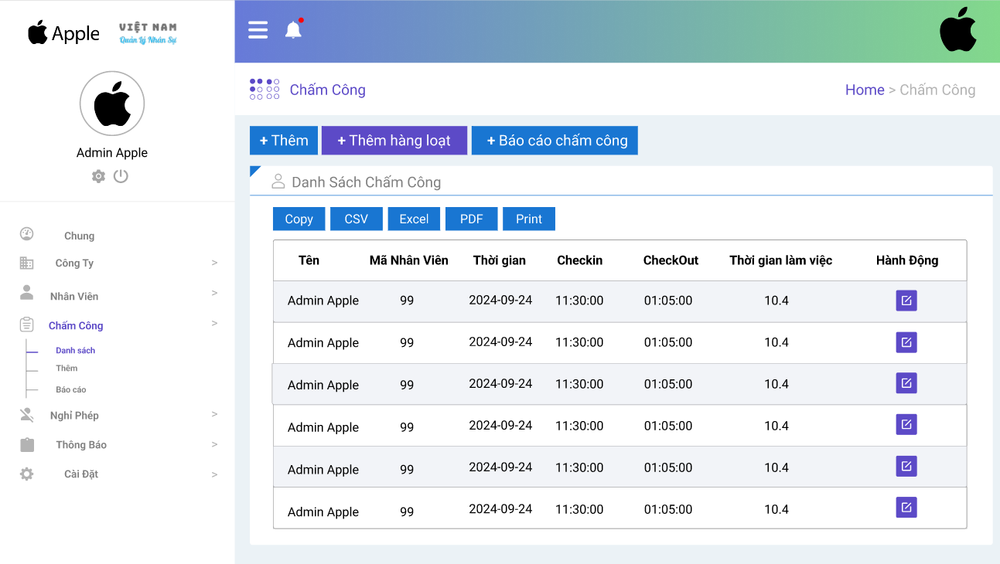 Apple
VIỆT NAM
Quản Lý Nhân Sự
Admin Apple
Chung
Công Ty >
Nhân Viên >
Chấm Công >
Danh sách
Thêm
Báo cáo
Nghỉ Phép >
Thông Báo >
Cài Đặt >
Chấm Công
Home > Chấm Công
+ Thêm + Thêm hàng loạt + Báo cáo chấm công
Danh Sách Chấm Công
Copy CSV Excel PDF Print
Tên Mã Nhân Viên Thời gian Checkin CheckOut Thời gian làm việc Hành Động
Admin Apple 99 2024-09-24 11:30:00 01:05:00 10.4
Admin Apple 99 2024-09-24 11:30:00 01:05:00 10.4
Admin Apple 99 2024-09-24 11:30:00 01:05:00 10.4
Admin Apple 99 2024-09-24 11:30:00 01:05:00 10.4
Admin Apple 99 2024-09-24 11:30:00 01:05:00 10.4
Admin Apple 99 2024-09-24 11:30:00 01:05:00 10.4